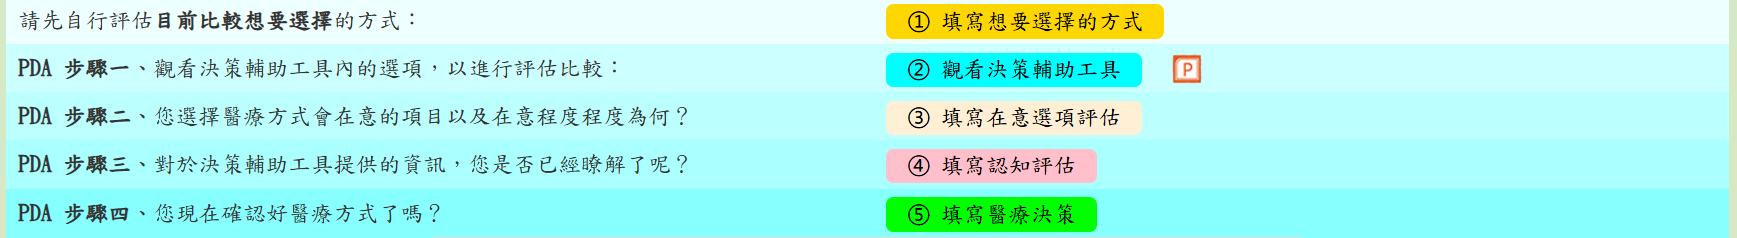 請先自行評估目前比較想要選擇的方式： ① 填寫想要選擇的方式
PDA 步驟一、觀看決策輔助工具內的選項，以進行評估比較： ② 觀看決策輔助工具 P
PDA 步驟二、您選擇醫療方式會在意的項目以及在意程度程度為何？ ③ 填寫在意選項評估
PDA 步驟三、對於決策輔助工具提供的資訊，您是否已經瞭解了呢？ ④ 填寫認知評估
PDA 步驟四、您現在確認好醫療方式了嗎？ ⑤ 填寫醫療決策